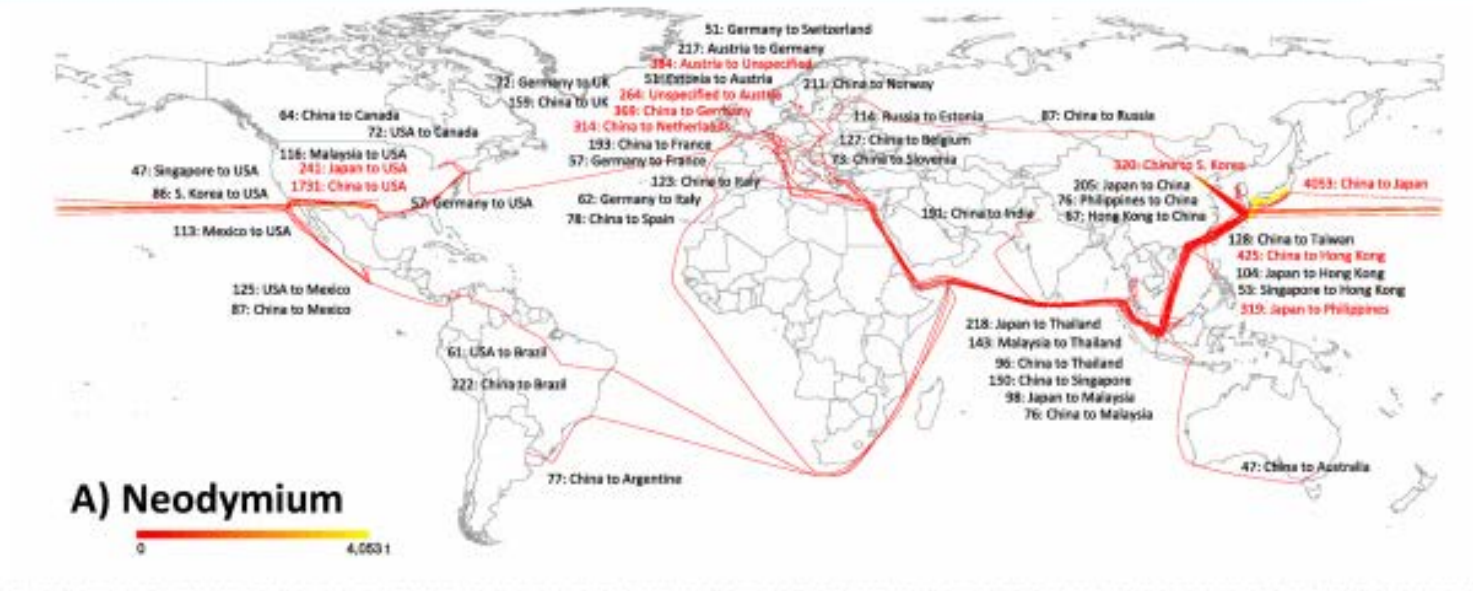 51: Germany to Switzerland
217: Austria to Germany
384: Austria to Unspecified
51: Estonia to Austria
72: Germany to UK
211: China to Norway
264: Unspecified to Austria
159: China to UK
369: China to Germany
64: China to Canada
114: Russia to Estonia
87: China to Russia
314: China to Netherlands
72: USA to Canada
127: China to Belgium
193: China to France
116: Malaysia to USA
57: Germany to France
73: China to Slovenia
47: Singapore to USA
241: Japan to USA
320: China to S. Korea
1731: China to USA
123: China to Italy
205: Japan to China
4053: China to Japan
86: S. Korea to USA
57: Germany to USA
62: Germany to Italy
76: Philippines to China
78: China to Spain
191: China to India
67: Hong Kong to China
113: Mexico to USA
128: China to Taiwan
425: China to Hong Kong
104: Japan to Hong Kong
125: USA to Mexico
53: Singapore to Hong Kong
87: China to Mexico
319: Japan to Philippines
218: Japan to Thailand
143: Malaysia to Thailand
61: USA to Brazil
96: China to Thailand
222: China to Brazil
150: China to Singapore
98: Japan to Malaysia
76: China to Malaysia
47: China to Australia
77: China to Argentine
A) Neodymium
0
4,053 t